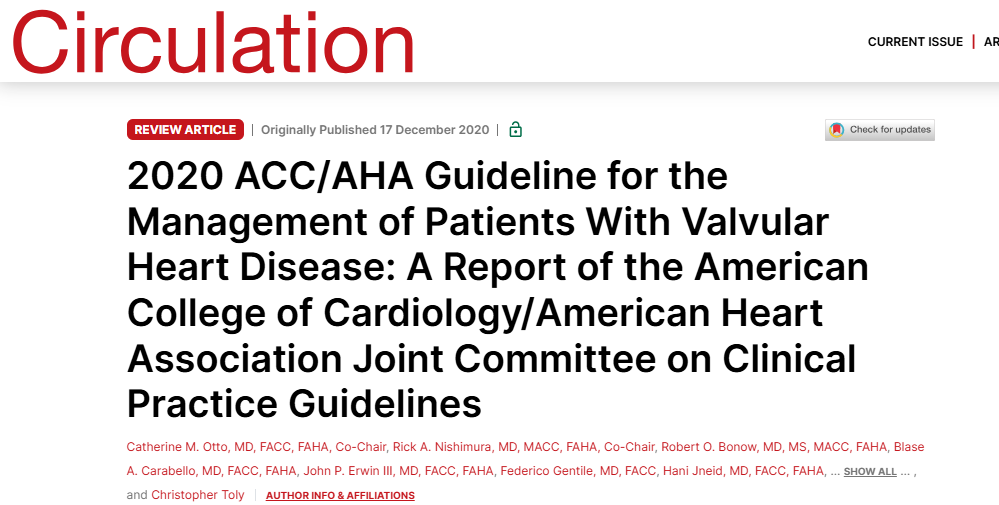 Circulation
CURRENT ISSUE | AR
REVIEW ARTICLE | Originally Published 17 December 2020 |
Check for updates
2020 ACC/AHA Guideline for the
Management of Patients With Valvular
Heart Disease: A Report of the American
College of Cardiology/American Heart
Association Joint Committee on Clinical
Practice Guidelines
Catherine M. Otto, MD, FACC, FAHA, Co-Chair, Rick A. Nishimura, MD, MACC, FAHA, Co-Chair, Robert O. Bonow, MD, MS, MACC, FAHA, Blase
A. Carabello, MD, FACC, FAHA, John P. Erwin III, MD, FACC, FAHA, Federico Gentile, MD, FACC, Hani Jneid, MD, FACC, FAHA, ... SHOW ALL ... ,
and Christopher Toly | AUTHOR INFO & AFFILIATIONS